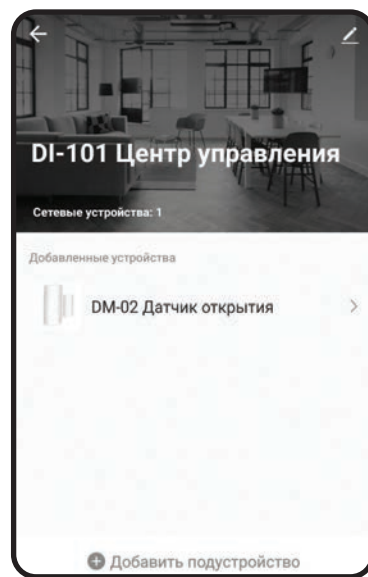 DI-101 Центр управления
Сетевые устройства: 1
Добавленные устройства
DM-02 Датчик открытия
Добавить подустройство